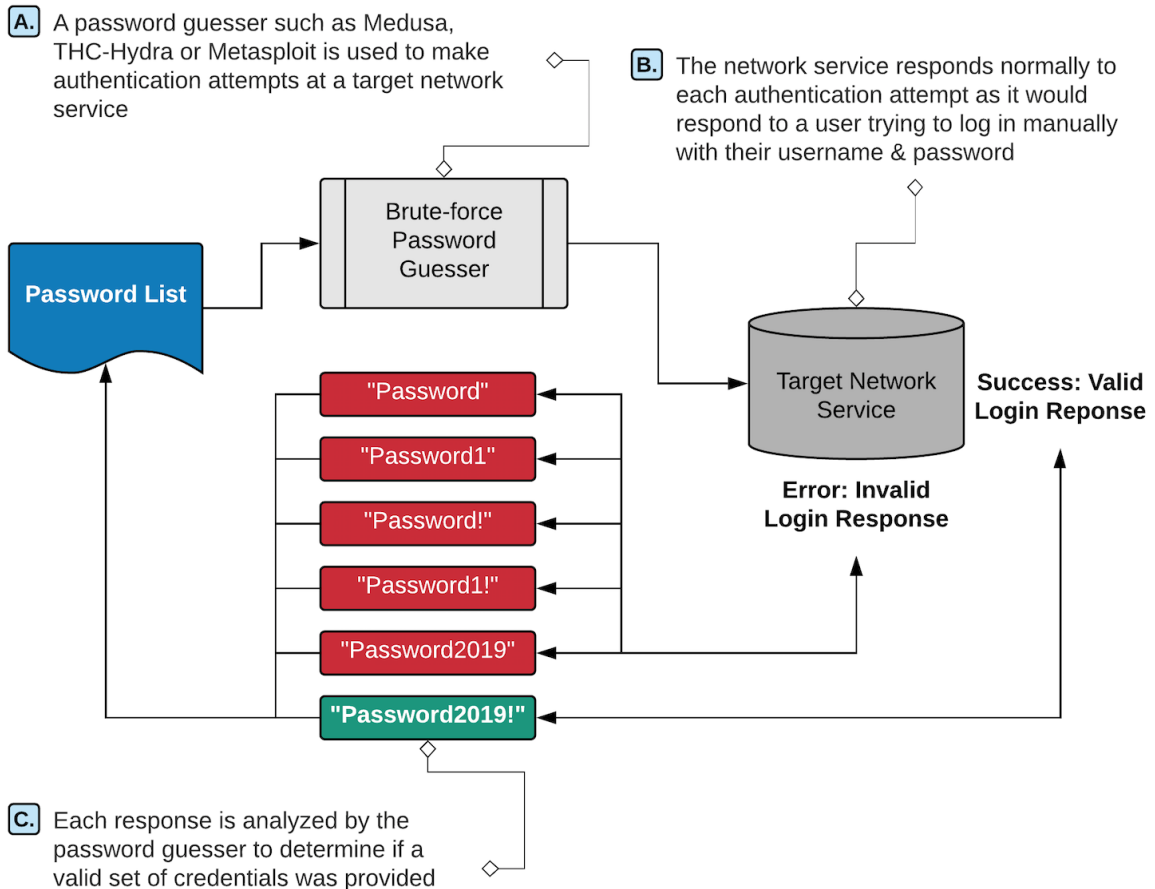 A. A password guesser such as Medusa,
THC-Hydra or Metasploit is used to make
authentication attempts at a target network
service
B. The network service responds normally to
each authentication attempt as it would
respond to a user trying to log in manually
with their username & password
Brute-force
Password
Guesser
Password List
Target Network
Service
Success: Valid
Login Reponse
Error: Invalid
Login Response
"Password"
"Password1"
"Password!"
"Password1!"
"Password2019"
"Password2019!"
C. Each response is analyzed by the
password guesser to determine if a
valid set of credentials was provided